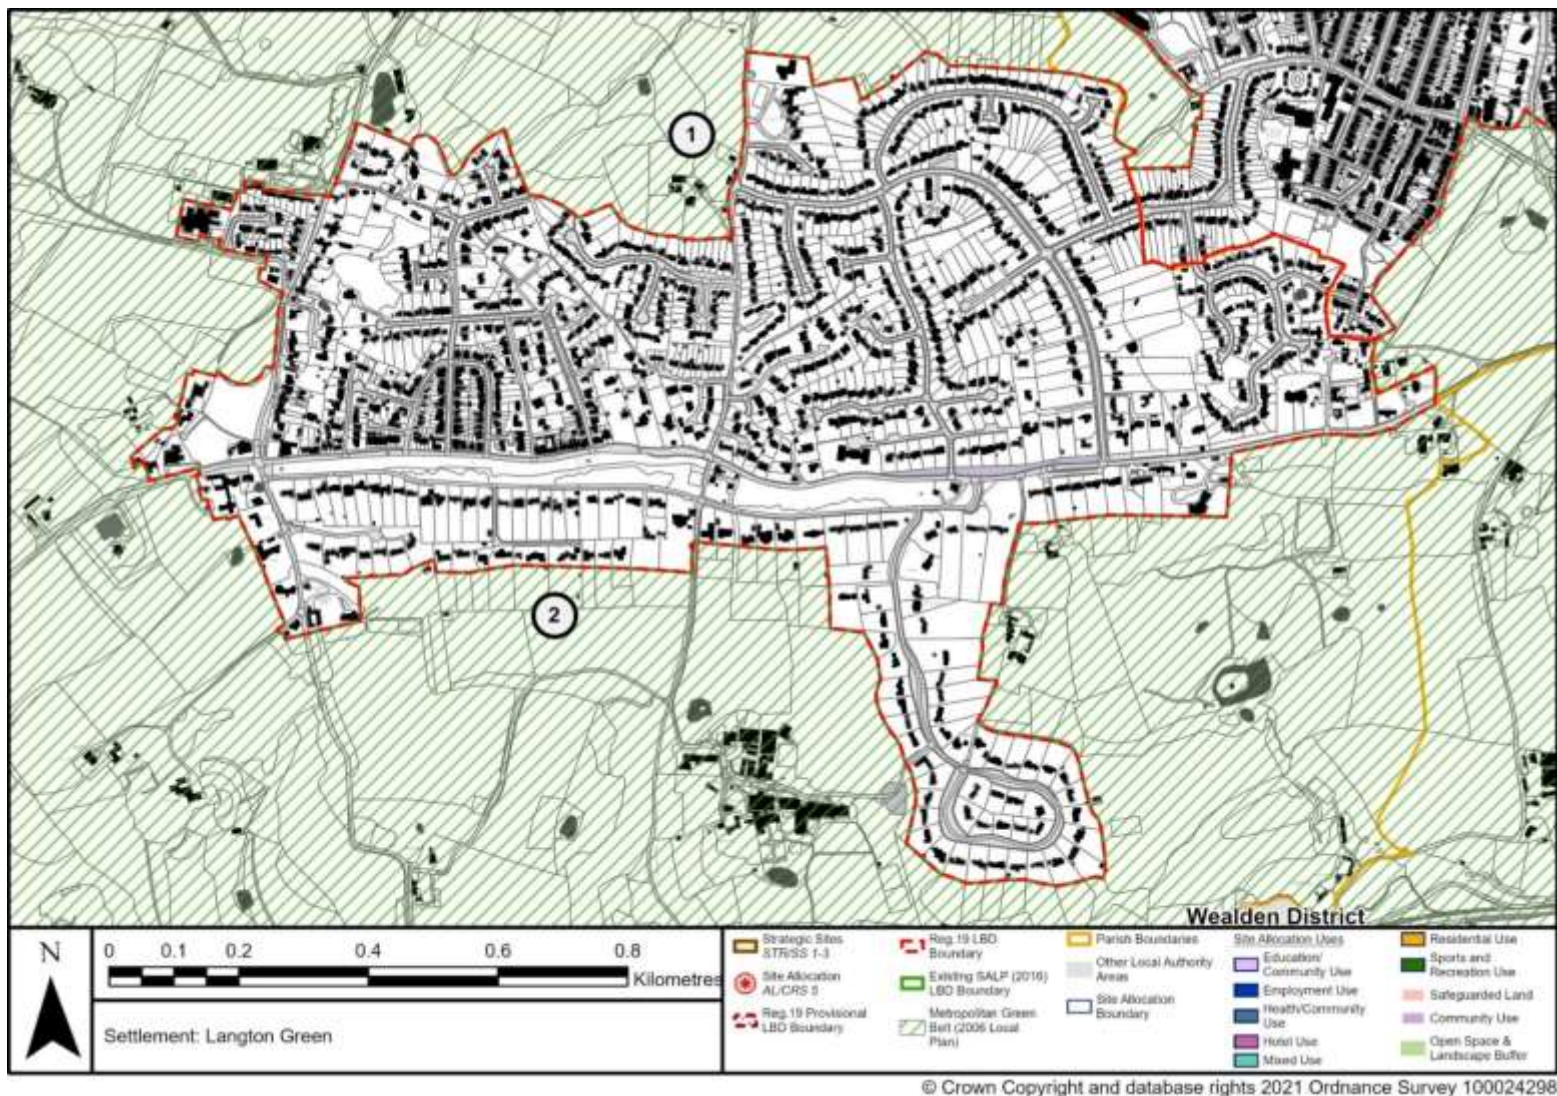 1
2
Wealden District
N
0 0.1 0.2 0.4 0.6 0.8
Kilometres
Settlement: Langton Green
Strategic Sites
STR/SS 1-3
Site Allocation
AL/CRS 5
Reg.19 Provisional
LBD Boundary
Reg.19 LBD
Boundary
Existing SALP (2016)
LBD Boundary
Metropolitan Green
Belt (2006 Local
Plan)
Parish Boundaries
Other Local Authority
Areas
Site Allocation
Boundary
Site Allocation Uses
Education/
Community Use
Employment Use
Health/Community
Use
Hotel Use
Mixed Use
Residential Use
Sports and
Recreation Use
Safeguarded Land
Community Use
Open Space &
Landscape Buffer
© Crown Copyright and database rights 2021 Ordnance Survey 100024298